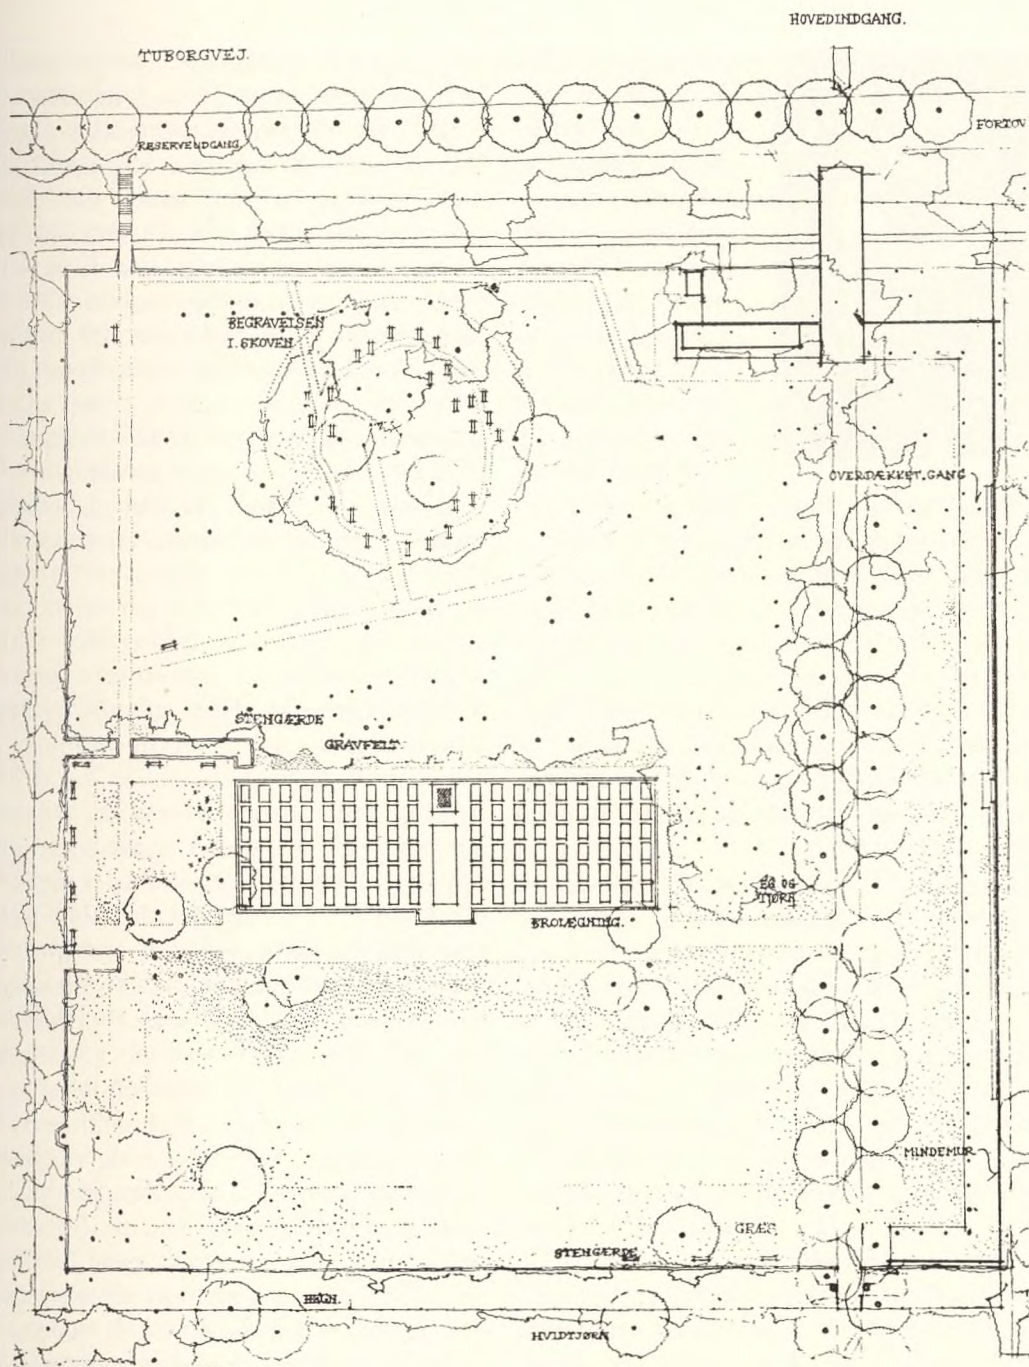 HOVEDINDGANG.
TUBORGVEJ.
FORTOV
RESERVEINDGANG
BEGRAVELSEN
I. SKOVEN.
OVERDÆKKET. GANG
STENGÆRDE
GRAVFELT.
EG OG
TJØRN
BROLÆGNING.
MINDEMUR
GRÆS.
STENGÆRDE
HEGN.
HVIDTJØRN